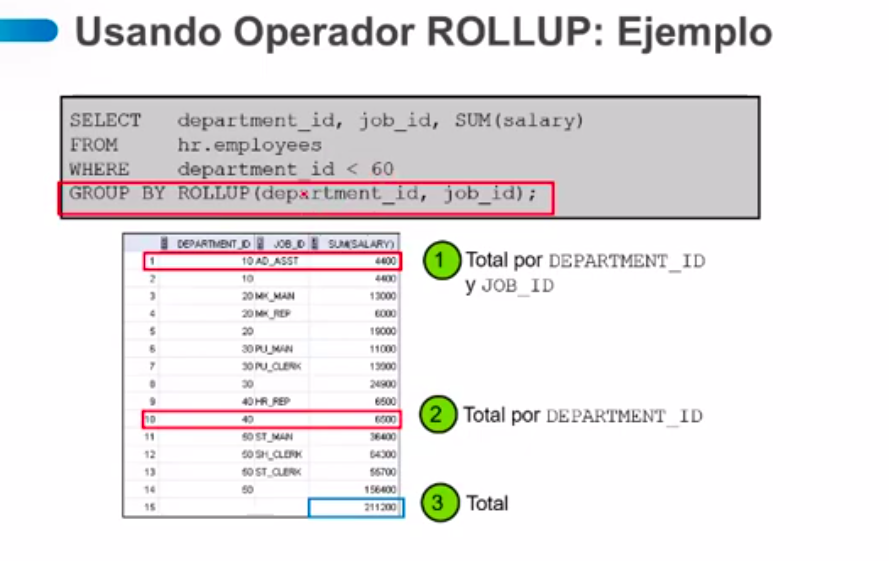 Usando Operador ROLLUP: Ejemplo
SELECT department_id, job_id, SUM(salary)
FROM hr.employees
WHERE department_id < 60
GROUP BY ROLLUP(department_id, job_id);
DEPARTMENT_ID JOB_ID SUM(SALARY)
1 10 AD_ASST 4400
2 10 4400
3 20 MK_MAN 13000
4 20 MK_REP 6000
5 20 19000
6 30 PU_MAN 11000
7 30 PU_CLERK 13900
8 30 24900
9 40 HR_REP 6500
10 40 6500
11 50 ST_MAN 36400
12 50 SH_CLERK 64300
13 50 ST_CLERK 55700
14 50 156400
15 211200
1 Total por DEPARTMENT_ID
y JOB_ID
2 Total por DEPARTMENT_ID
3 Total